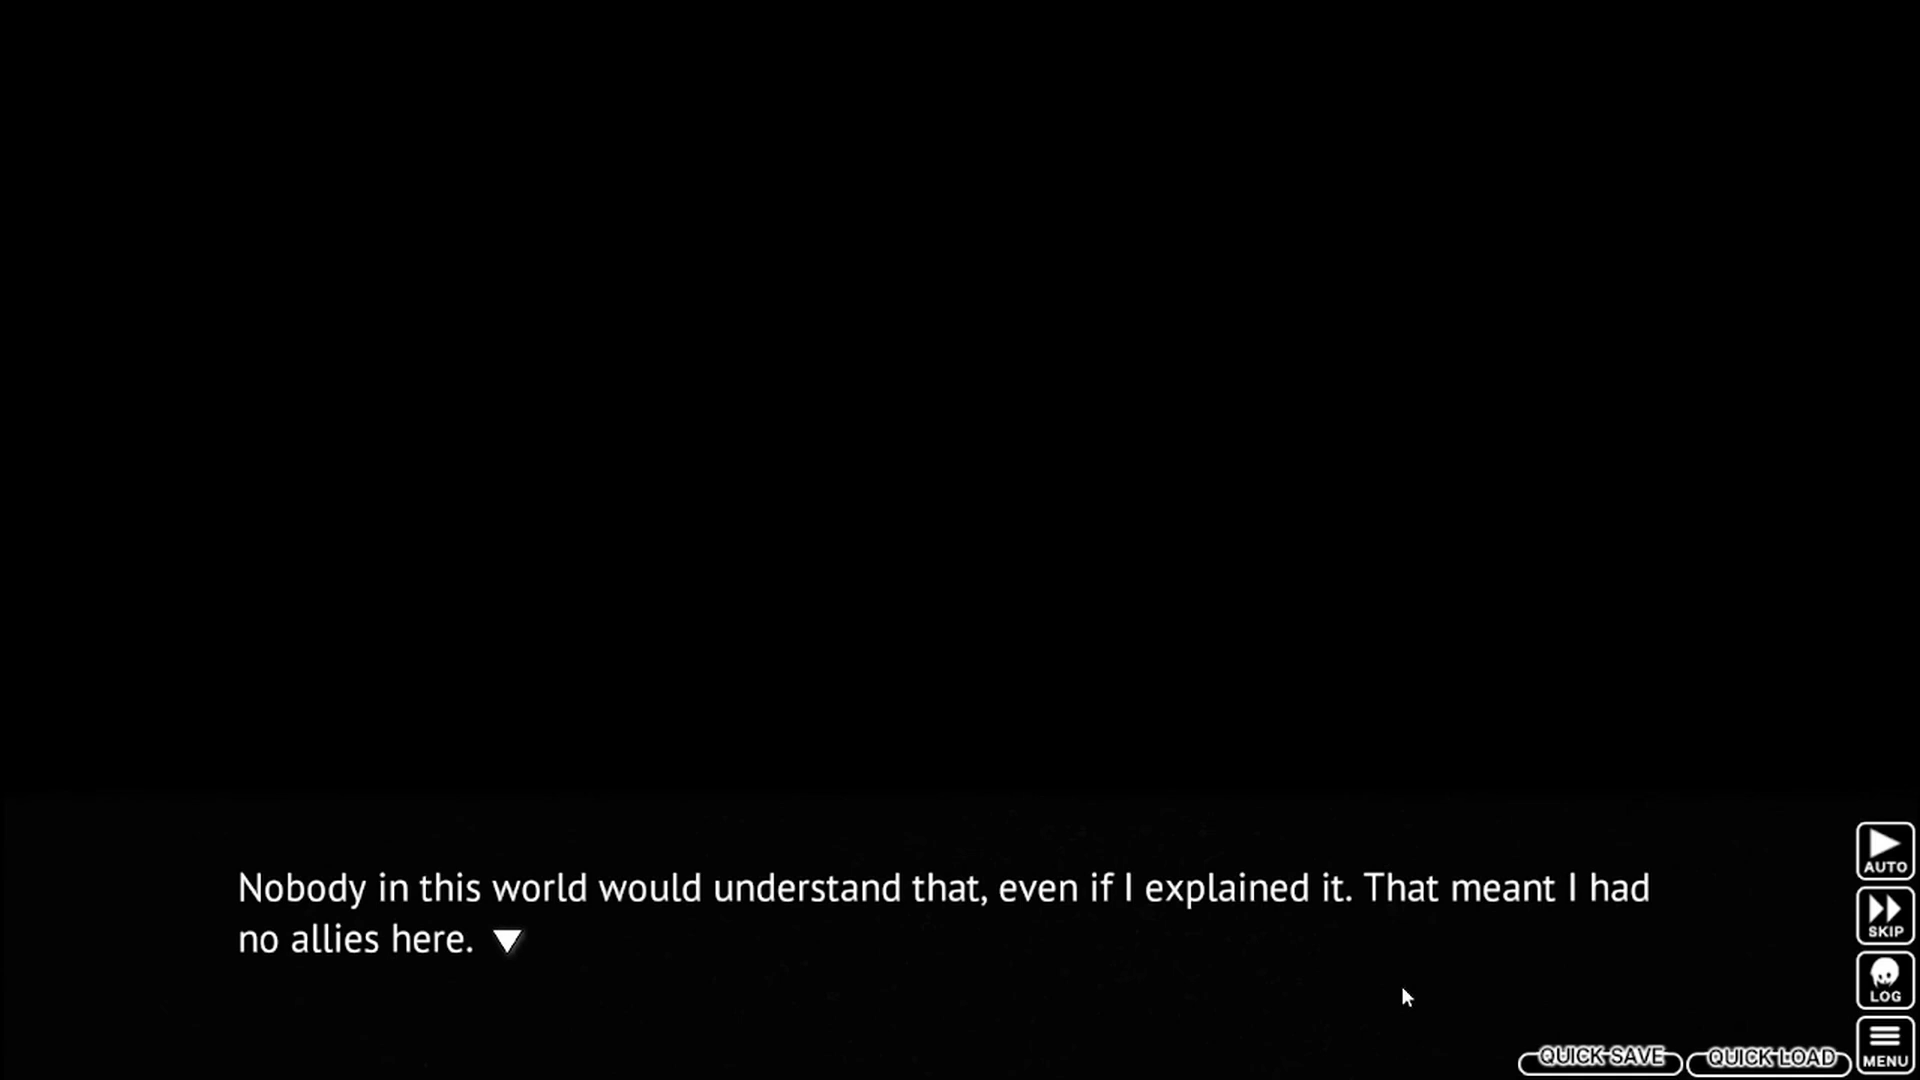 Nobody in this world would understand that, even if I explained it. That meant I had
no allies here.
AUTO
SKIP
LOG
MENU
QUICK SAVE
QUICK LOAD